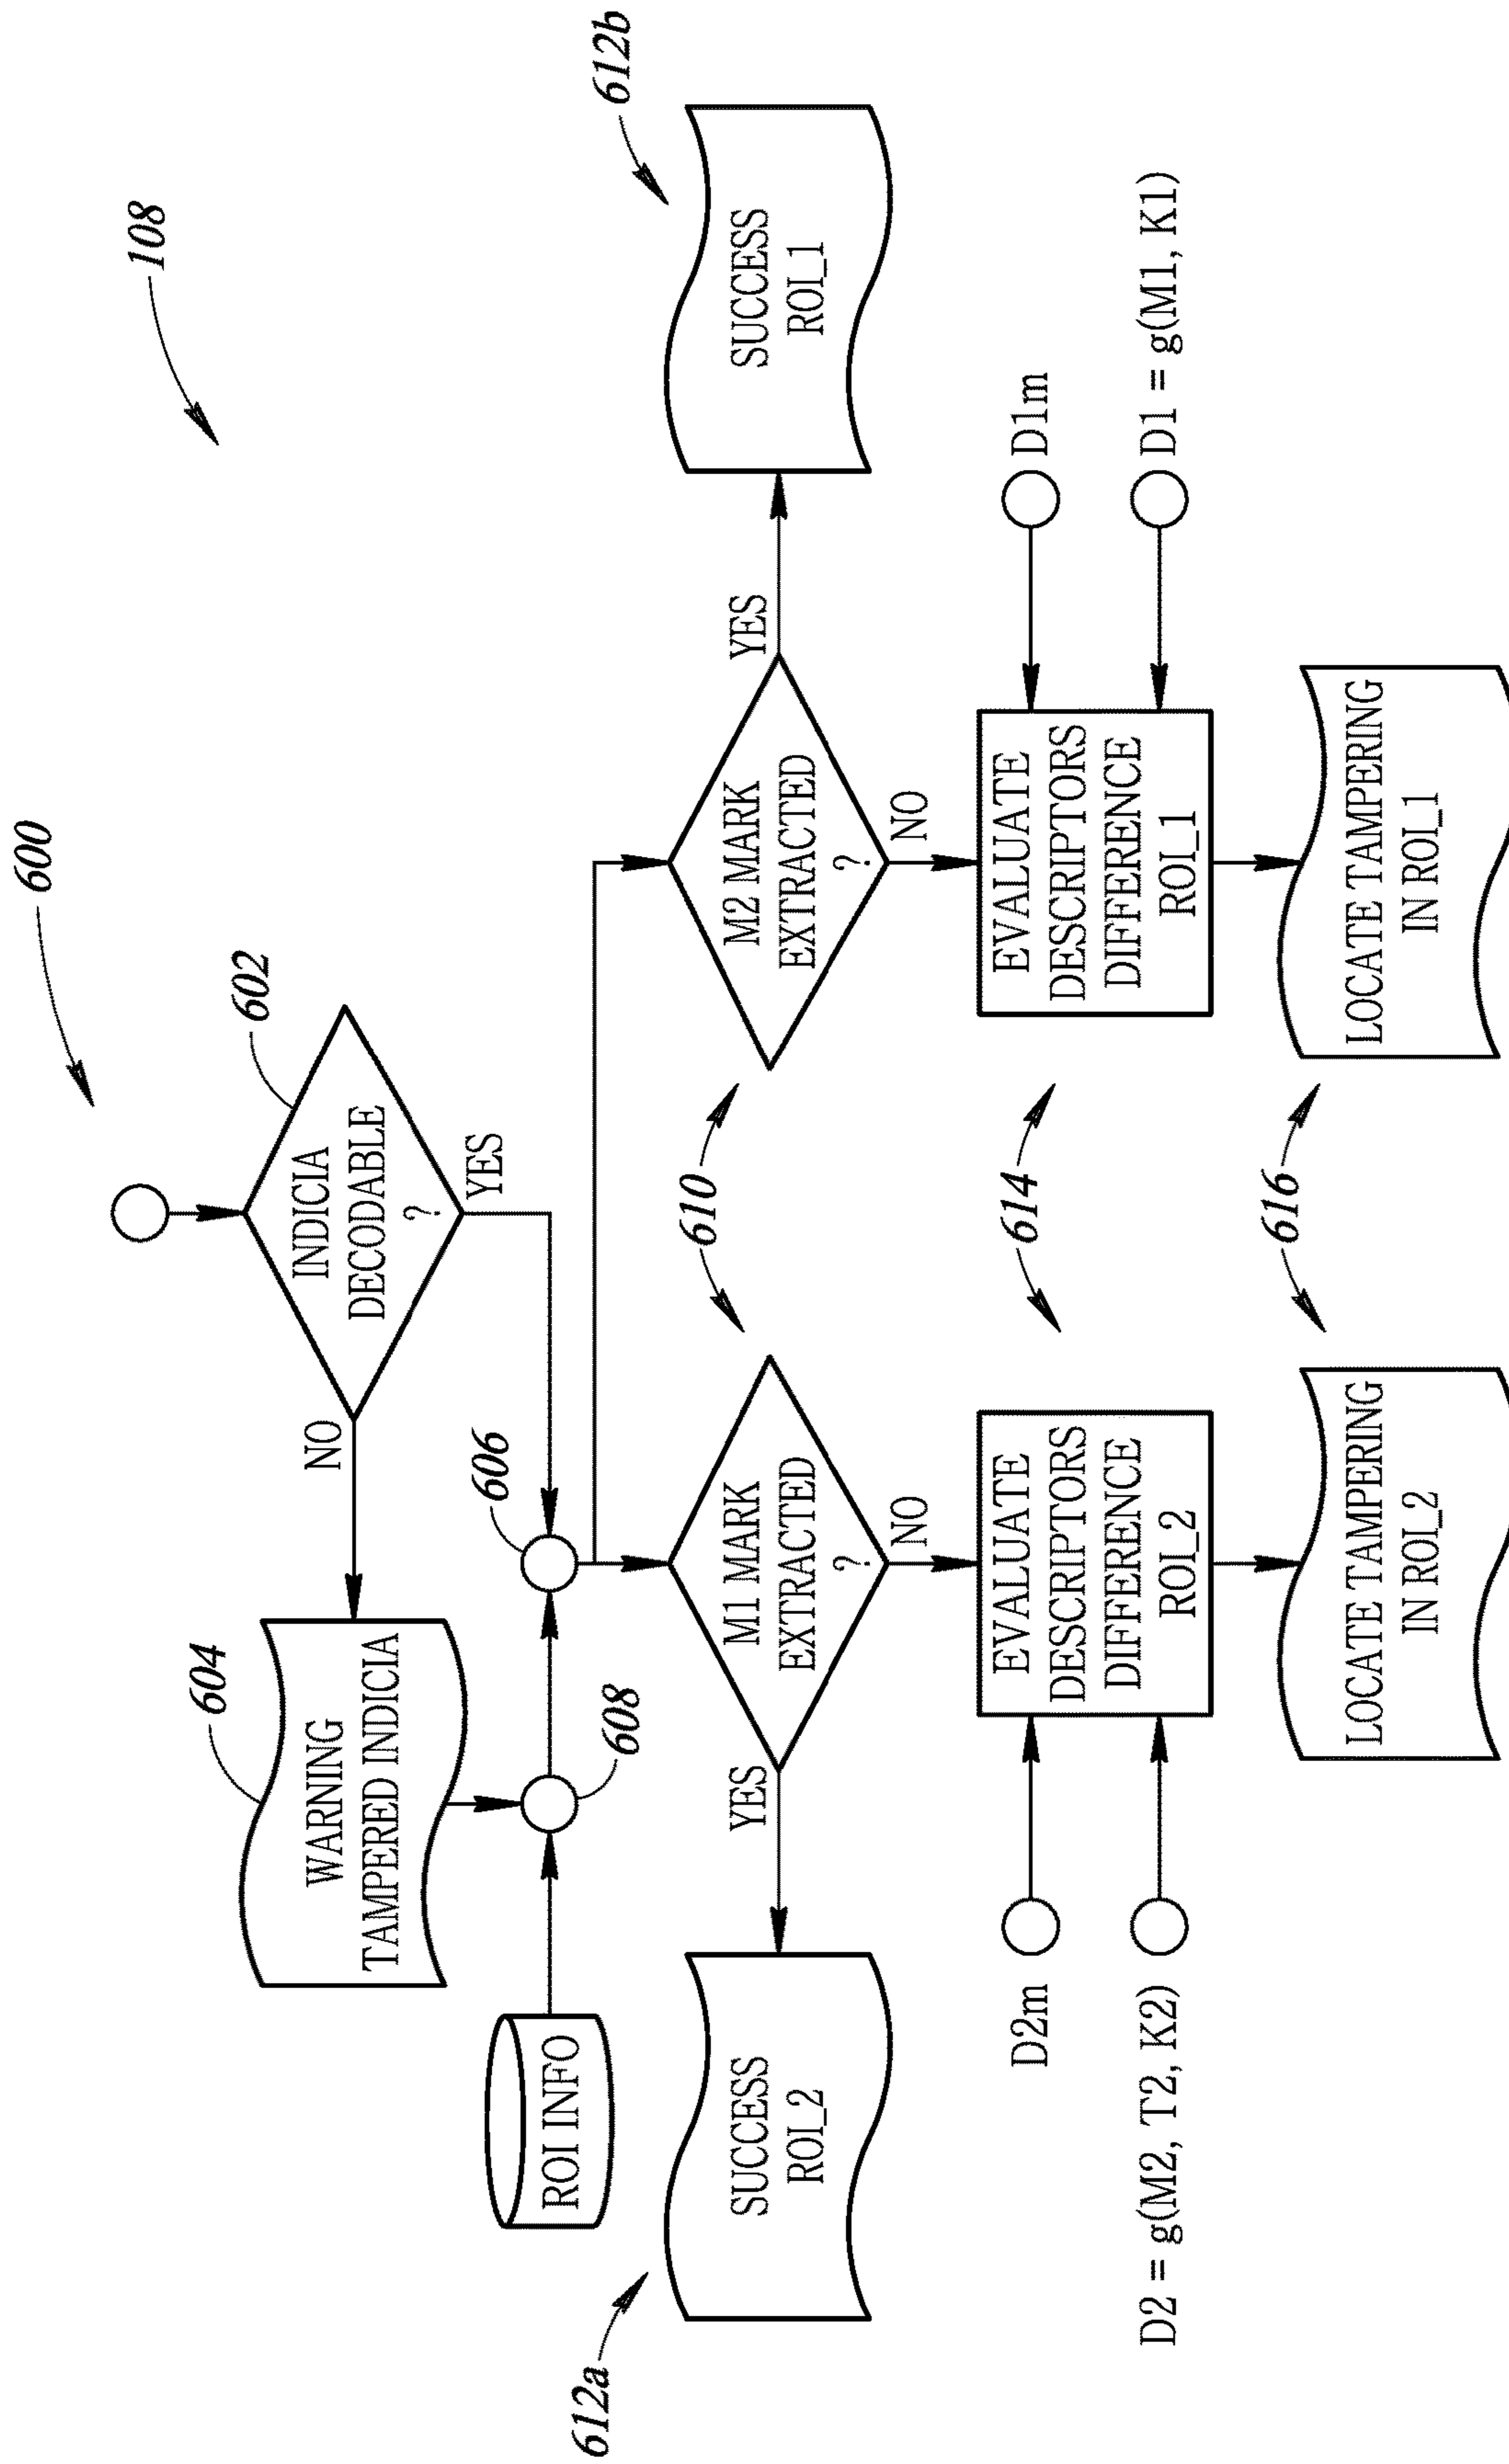 600
108
602
INDICIA
DECODABLE
?
NO
YES
604
WARNING
TAMPERED INDICIA
606
608
ROI INFO
612a
SUCCESS
ROI_2
YES
M1 MARK
EXTRACTED
?
NO
610
M2 MARK
EXTRACTED
?
YES
NO
612b
SUCCESS
ROI_1
D2m
D2 = g(M2, T2, K2)
EVALUATE
DESCRIPTORS
DIFFERENCE
ROI_2
614
EVALUATE
DESCRIPTORS
DIFFERENCE
ROI_1
D1m
D1 = g(M1, K1)
LOCATE TAMPERING
IN ROI_2
616
LOCATE TAMPERING
IN ROI_1